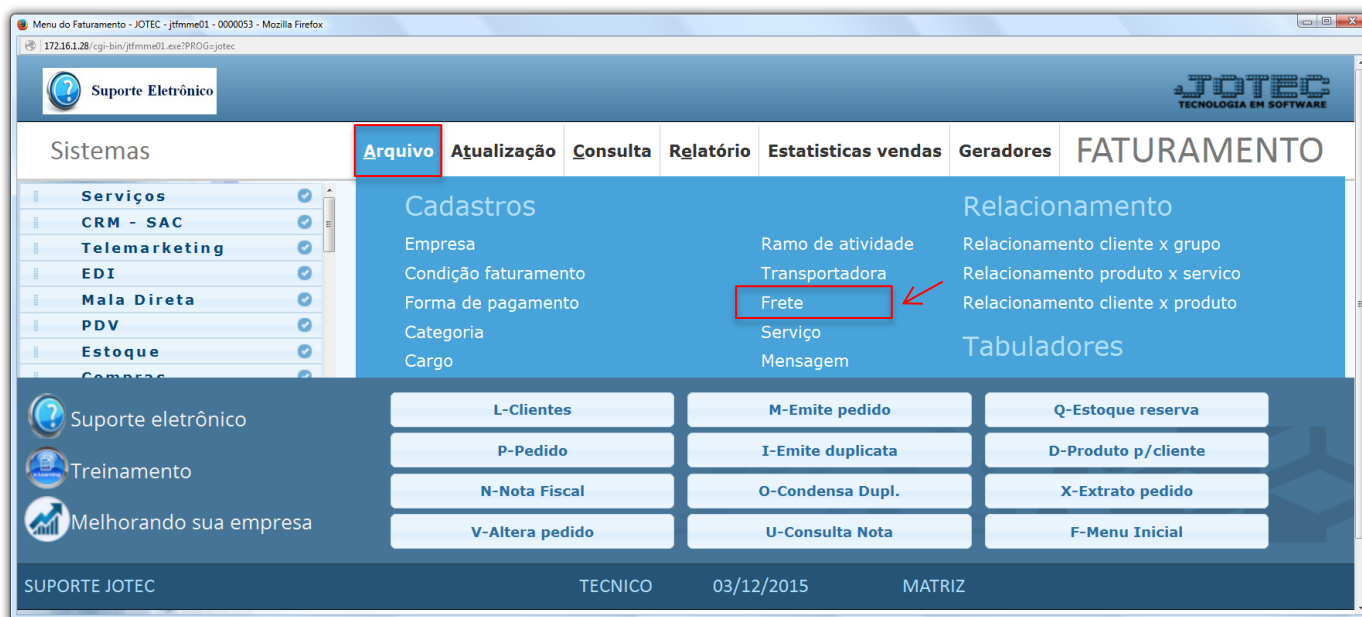 Menu do Faturamento - JOTEC - jtfmme01 - 0000053 - Mozilla Firefox
172.16.1.28/cgi-bin/jtfmme01.exe?PROG=jotec
Suporte Eletrônico
JOTEC
TECNOLOGIA EM SOFTWARE
Sistemas
Arquivo Atualização Consulta Relatório Estatisticas vendas Geradores FATURAMENTO
Serviços
CRM - SAC
Telemarketing
EDI
Mala Direta
PDV
Estoque
Compras
Cadastros
Empresa
Condição faturamento
Forma de pagamento
Categoria
Cargo
Ramo de atividade
Transportadora
Frete
Serviço
Mensagem
Relacionamento
Relacionamento cliente x grupo
Relacionamento produto x servico
Relacionamento cliente x produto
Tabuladores
Suporte eletrônico
Treinamento
Melhorando sua empresa
L-Clientes M-Emite pedido Q-Estoque reserva
P-Pedido I-Emite duplicata D-Produto p/cliente
N-Nota Fiscal O-Condensa Dupl. X-Extrato pedido
V-Altera pedido U-Consulta Nota F-Menu Inicial
SUPORTE JOTEC TECNICO 03/12/2015 MATRIZ